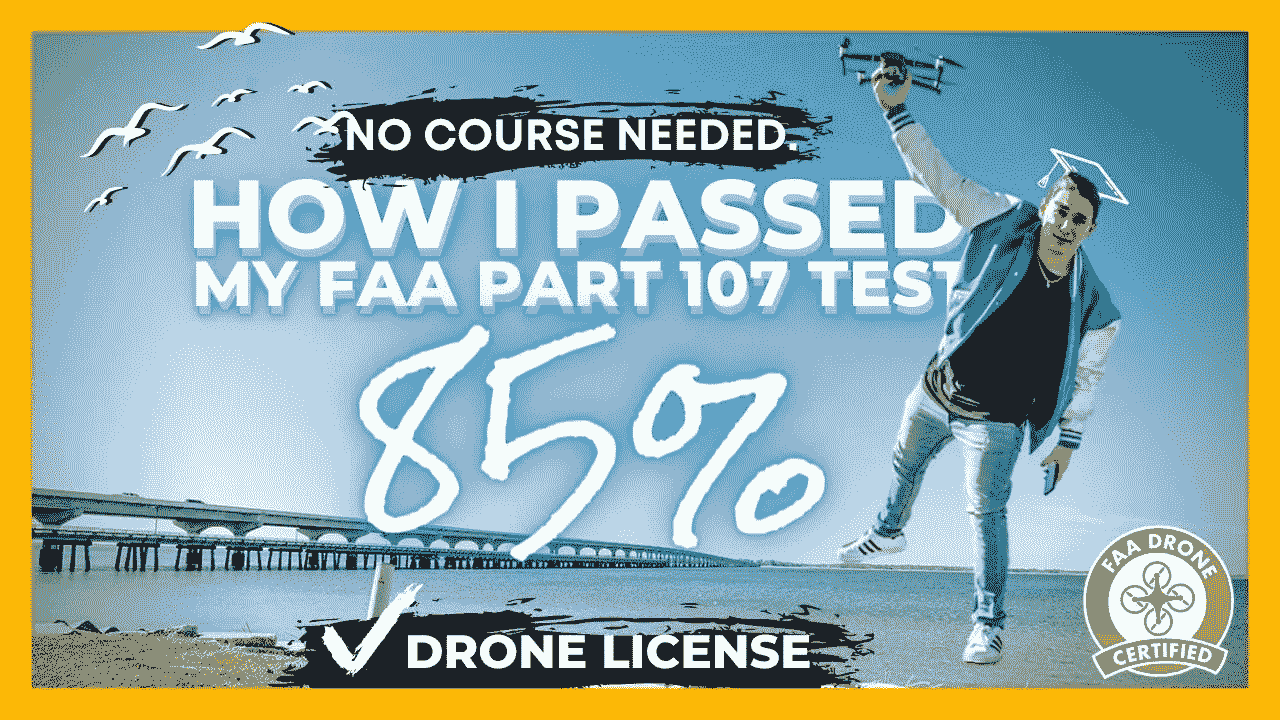 NO COURSE NEEDED.
HOW I PASSED
MY FAA PART 107 TEST
85%
DRONE LICENSE
FAA DRONE
CERTIFIED